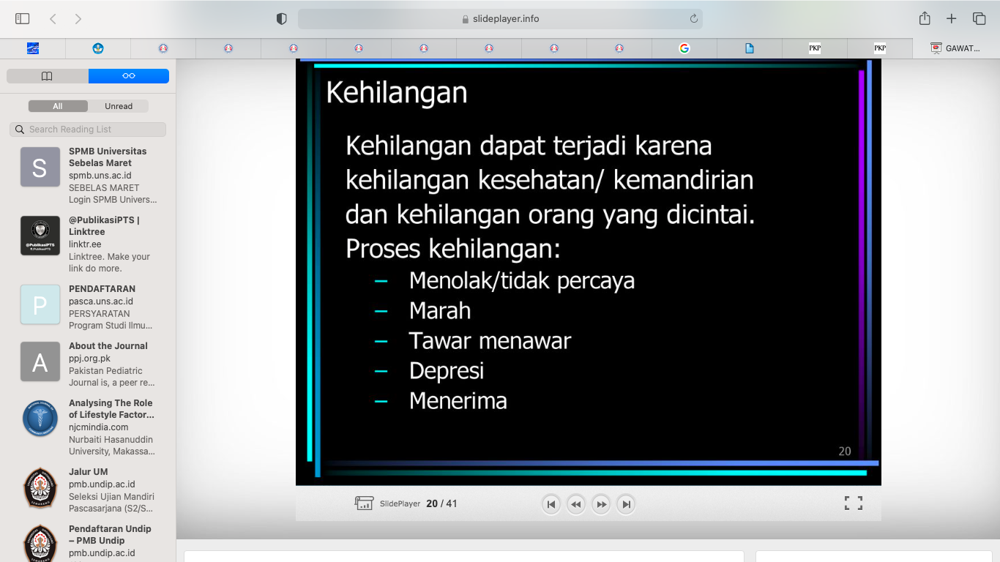 slideplayer.info
PKP
PKP
GAWAT...
All
Unread
Search Reading List
S
SPMB Universitas
Sebelas Maret
spmb.uns.ac.id
SEBELAS MARET
Login SPMB Univers...
@PublikasiPTS
@PublikasiPTS |
Linktree
linktr.ee
Linktree. Make your
link do more.
P
PENDAFTARAN
pasca.uns.ac.id
PERSYARATAN
Program Studi Ilmu...
A
About the Journal
ppj.org.pk
Pakistan Pediatric
Journal is, a peer re...
Analysing The Role
of Lifestyle Factor...
njcmindia.com
Nurbaiti Hasanuddin
University, Makassa...
Jalur UM
pmb.undip.ac.id
Seleksi Ujian Mandiri
Pascasarjana (S2/S...
Pendaftaran Undip
– PMB Undip
pmb.undip.ac.id
Kehilangan
Kehilangan dapat terjadi karena
kehilangan kesehatan/ kemandirian
dan kehilangan orang yang dicintai.
Proses kehilangan:
– Menolak/tidak percaya
– Marah
– Tawar menawar
– Depresi
– Menerima
20
SlidePlayer 20 / 41